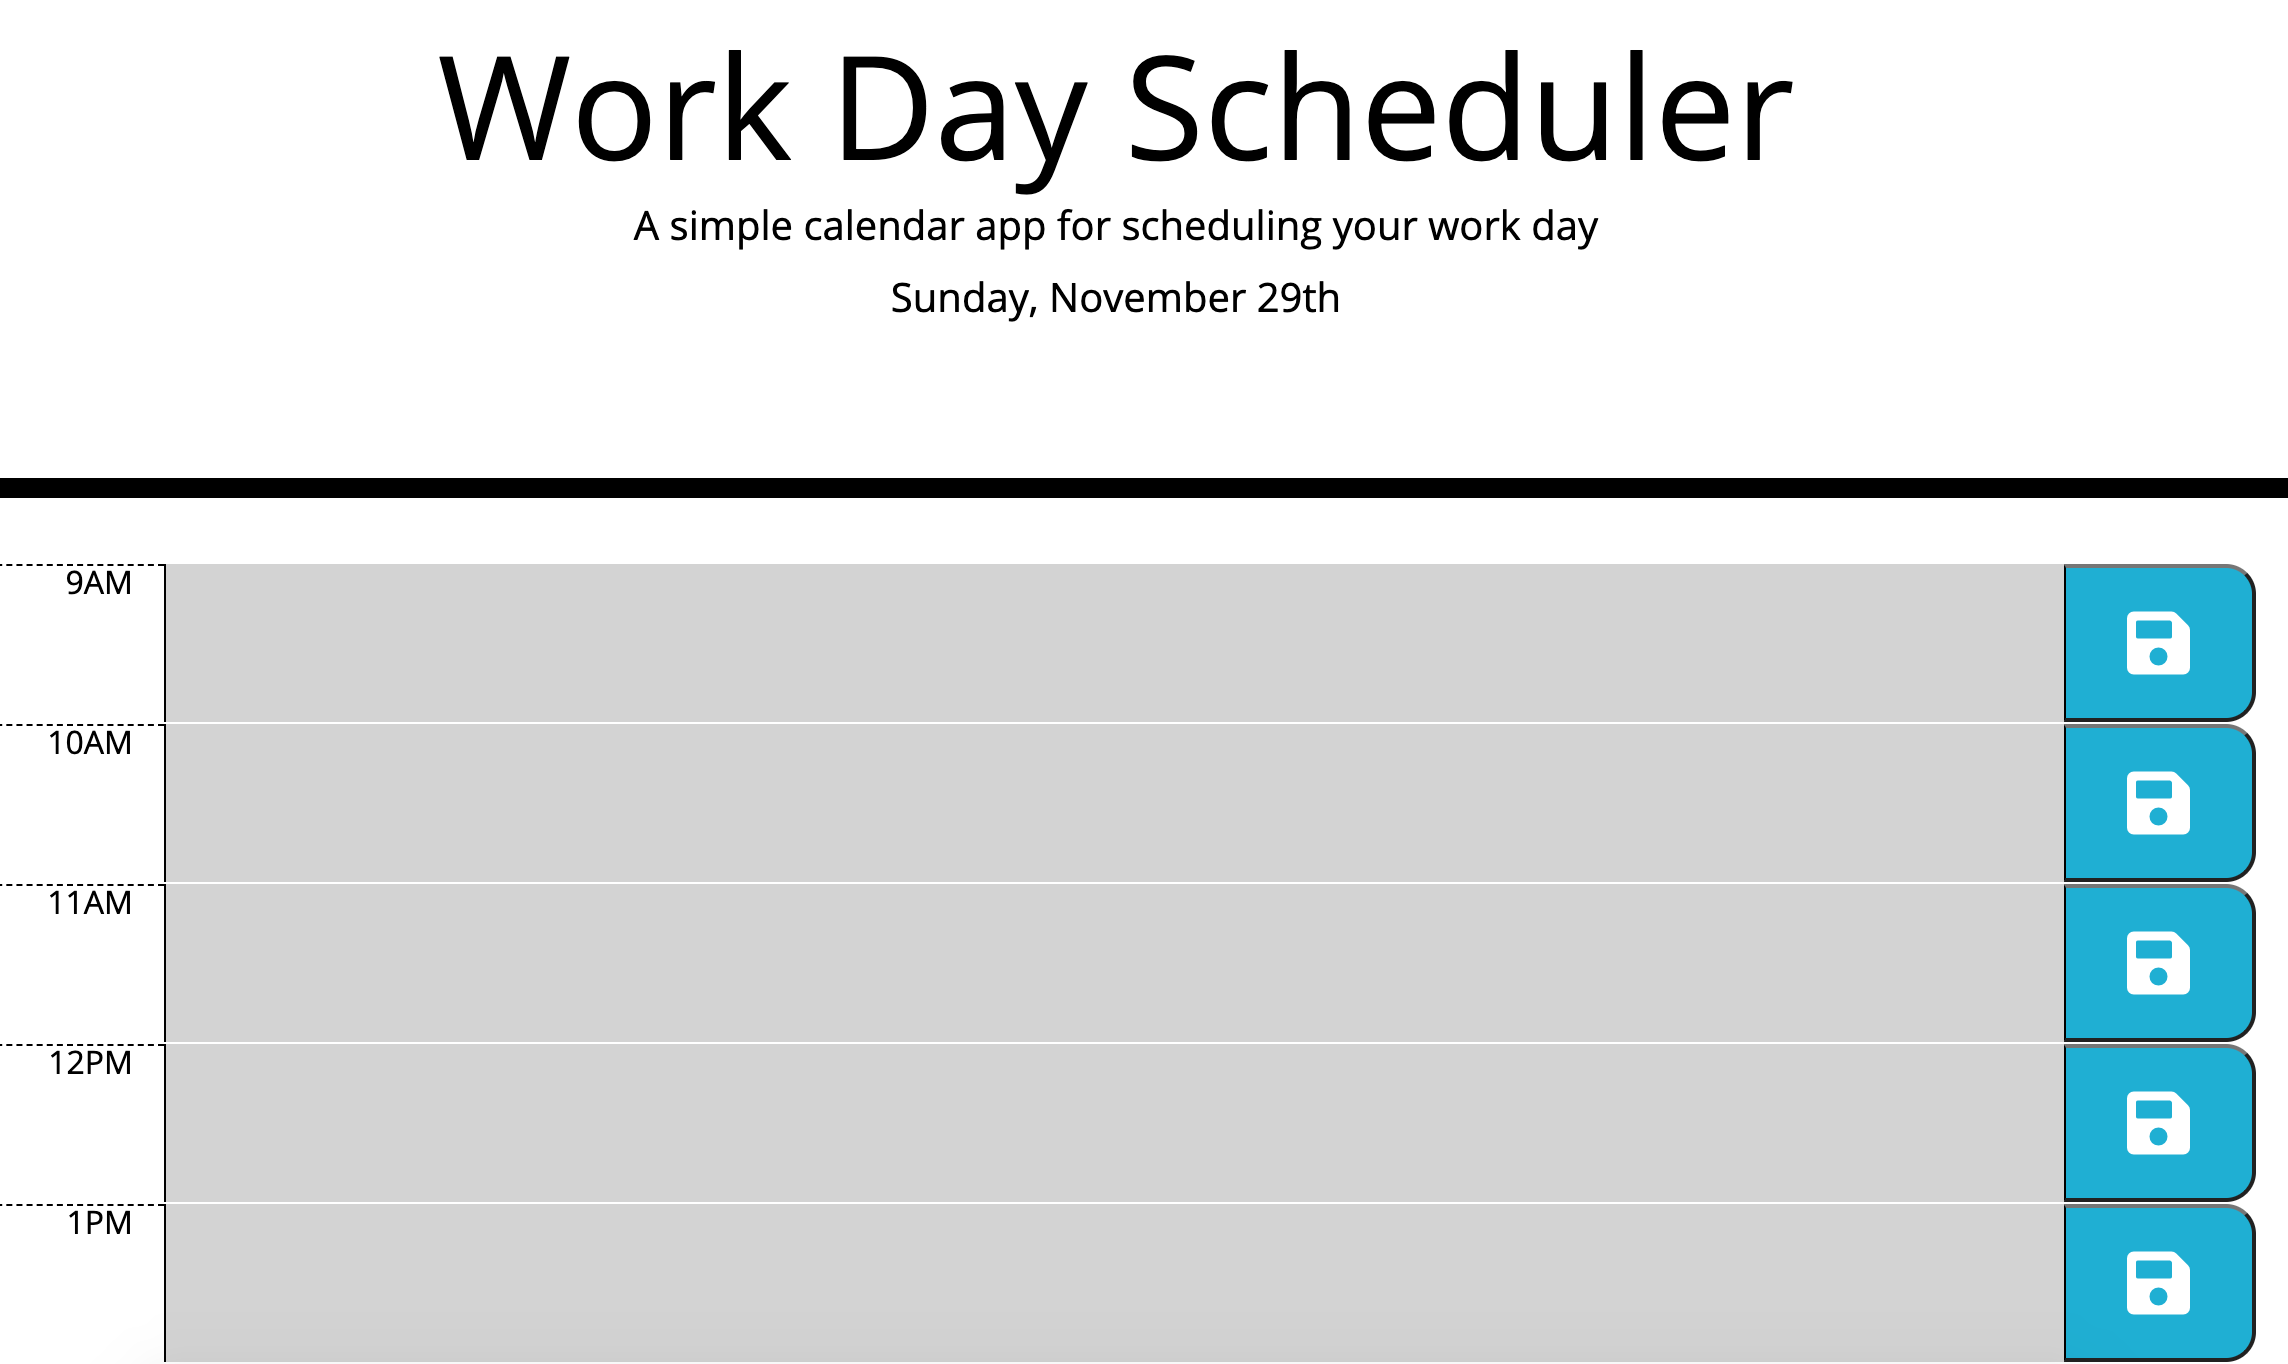 Work Day Scheduler
A simple calendar app for scheduling your work day
Sunday, November 29th
9AM
10AM
11AM
12PM
1PM